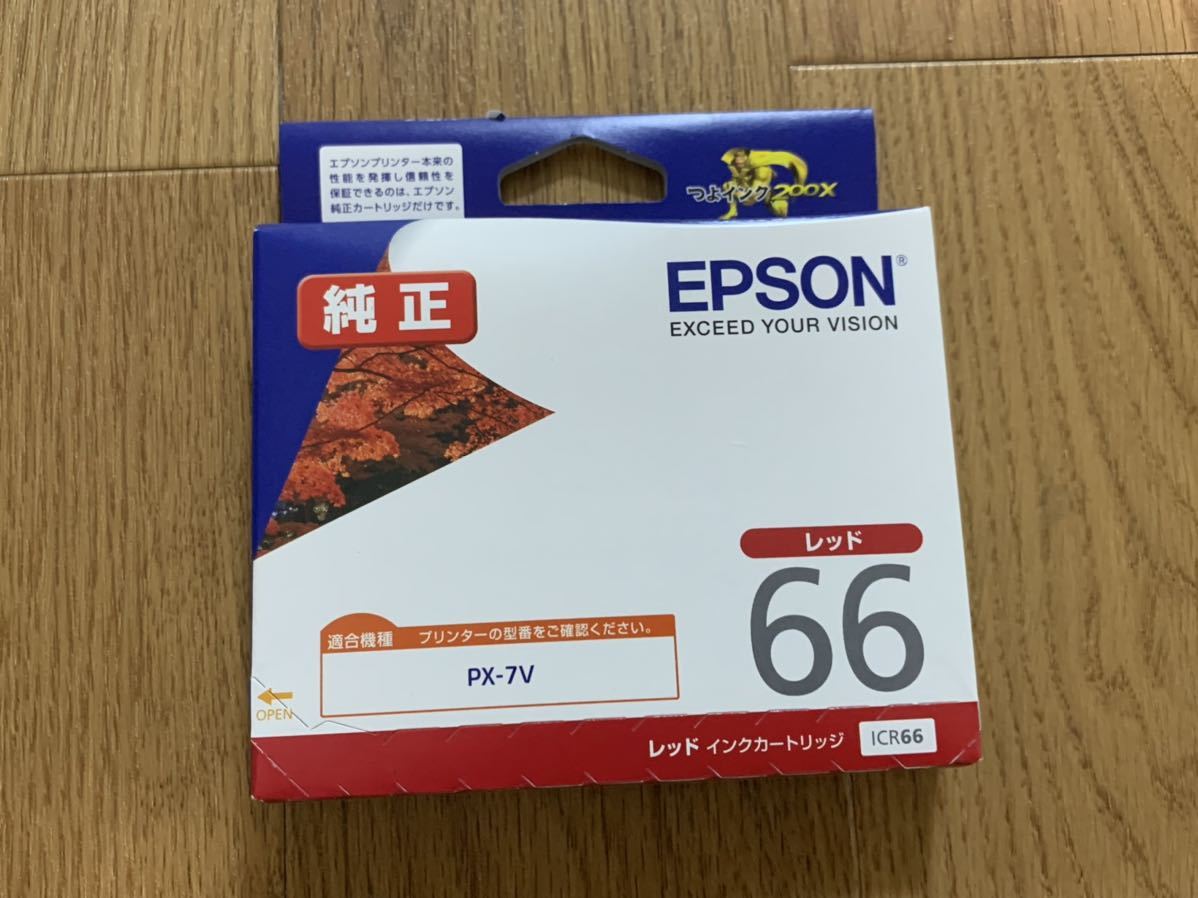 エプソンプリンター本来の
性能を発揮し信頼性を
保証できるのは、エプソン
純正カートリッジだけです。
つよインク200X
純正
EPSON®
EXCEED YOUR VISION
レッド
66
適合機種 プリンターの型番をご確認ください。
PX-7V
OPEN
レッド インクカートリッジ ICR66